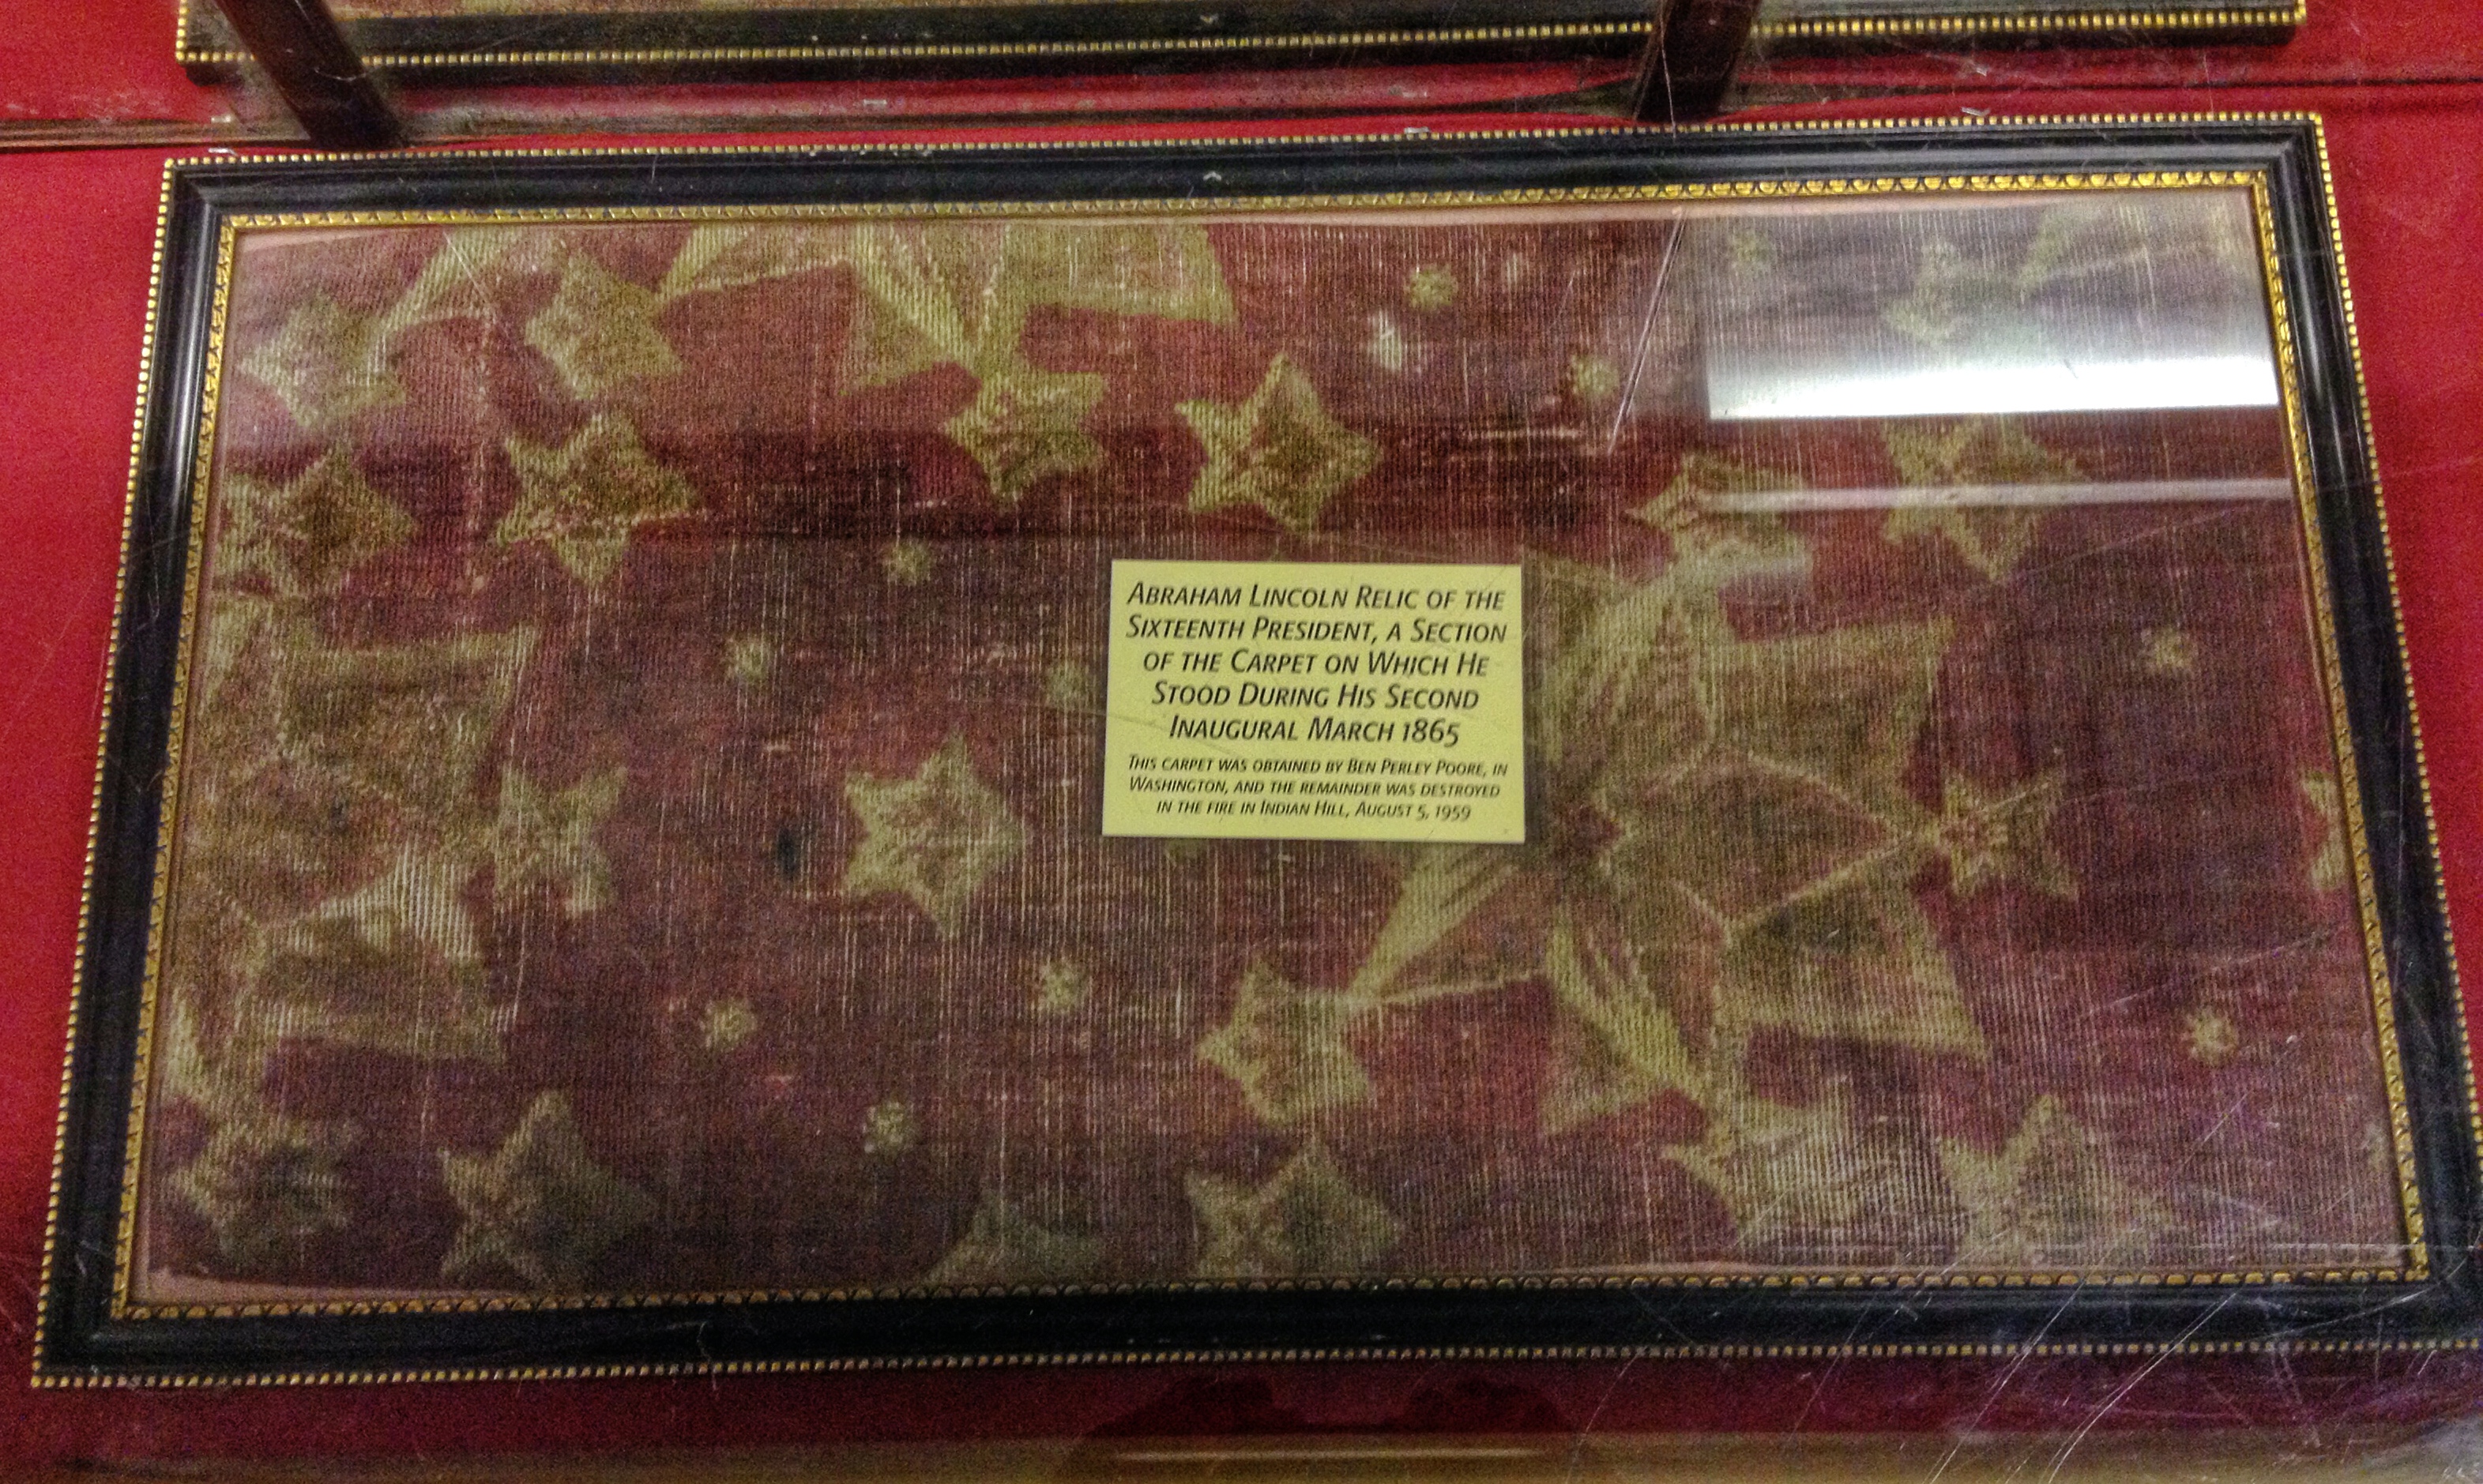 Abraham Lincoln Relic of the
Sixteenth President, a Section
of the Carpet on Which He
Stood During His Second
Inaugural March 1865
This carpet was obtained by Ben Perley Poore, in
Washington, and the remainder was destroyed
in the fire in Indian Hill, August 5, 1959